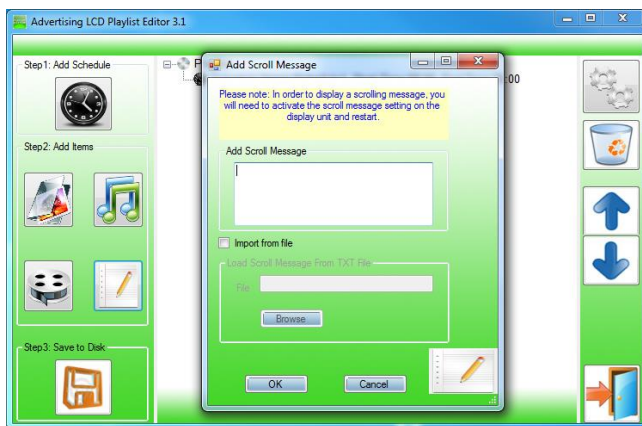 Advertising LCD Playlist Editor 3.1
Step1: Add Schedule
Step2: Add Items
Step3: Save to Disk
P
:00
Add Scroll Message
Please note: In order to display a scrolling message, you
will need to activate the scroll message setting on the
display unit and restart.
Add Scroll Message
Import from file
Load Scroll Message From TXT File
File
Browse
OK
Cancel